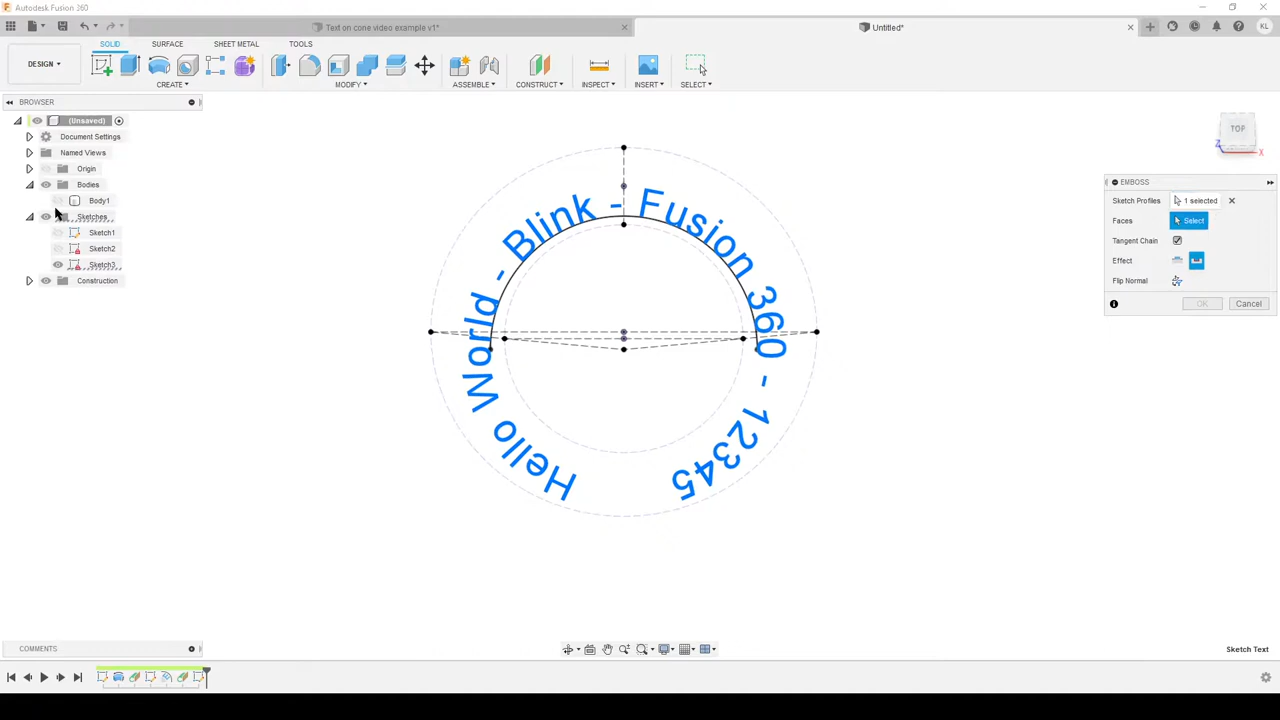 Autodesk Fusion 360
Text on cone video example v1*
Untitled*
KL
DESIGN
SOLID
SURFACE
SHEET METAL
TOOLS
CREATE
MODIFY
ASSEMBLE
CONSTRUCT
INSPECT
INSERT
SELECT
BROWSER
(Unsaved)
Document Settings
Named Views
Origin
Bodies
Body1
Sketches
Sketch1
Sketch2
Sketch3
Construction
Hello World - Blink - Fusion 360 - 12345
TOP
Z
X
EMBOSS
Sketch Profiles
1 selected
Faces
Select
Tangent Chain
Effect
Flip Normal
OK
Cancel
COMMENTS
Sketch Text